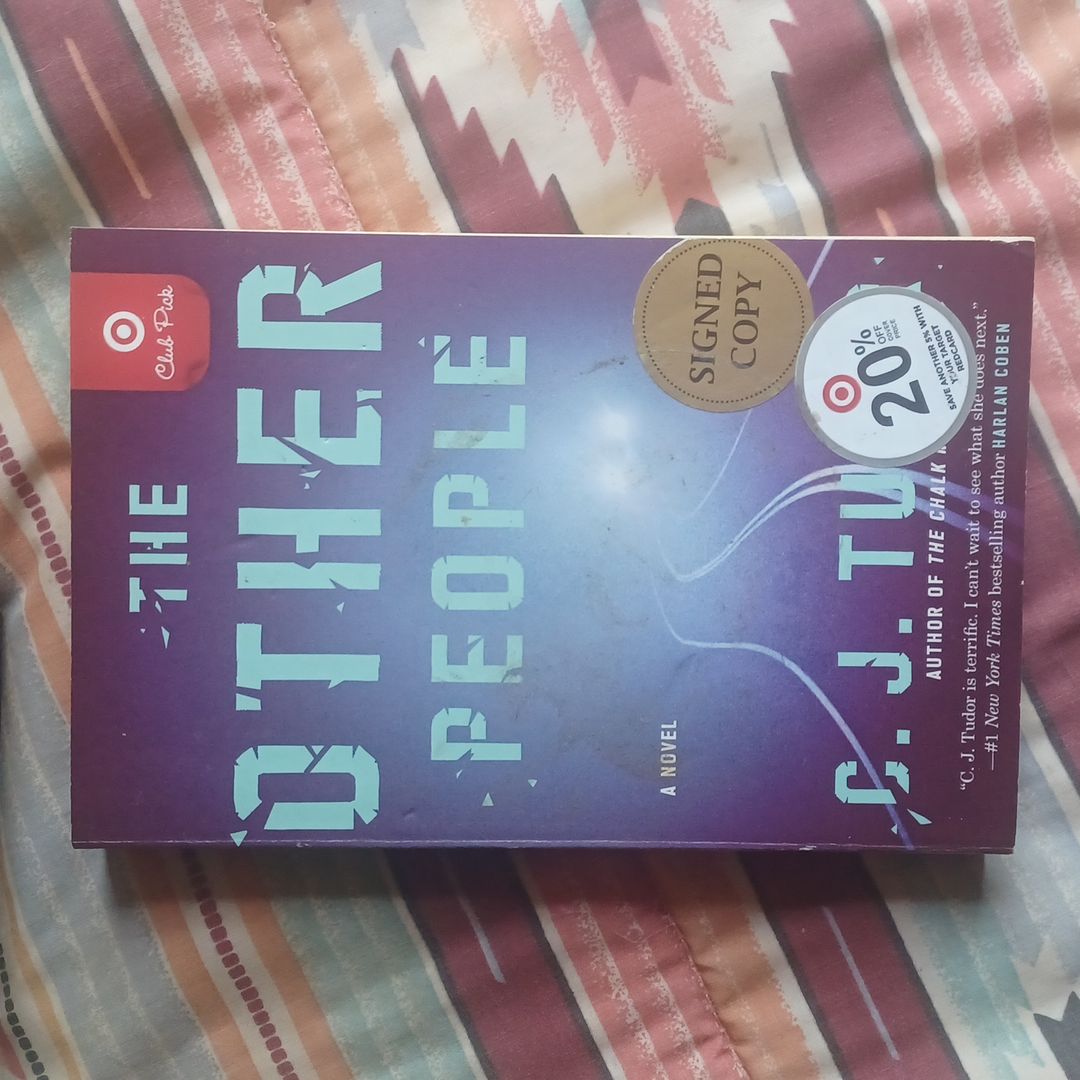 Club Pick
THE
OTHER
PEOPLE
A NOVEL
SIGNED
COPY
20%
OFF
COVER
PRICE
SAVE ANOTHER 5% WITH
YOUR TARGET
REDCARD
C. J. TU
AUTHOR OF THE CHALK
“C. J. Tudor is terrific. I can’t wait to see what she does next.”
—#1 New York Times bestselling author HARLAN COBEN